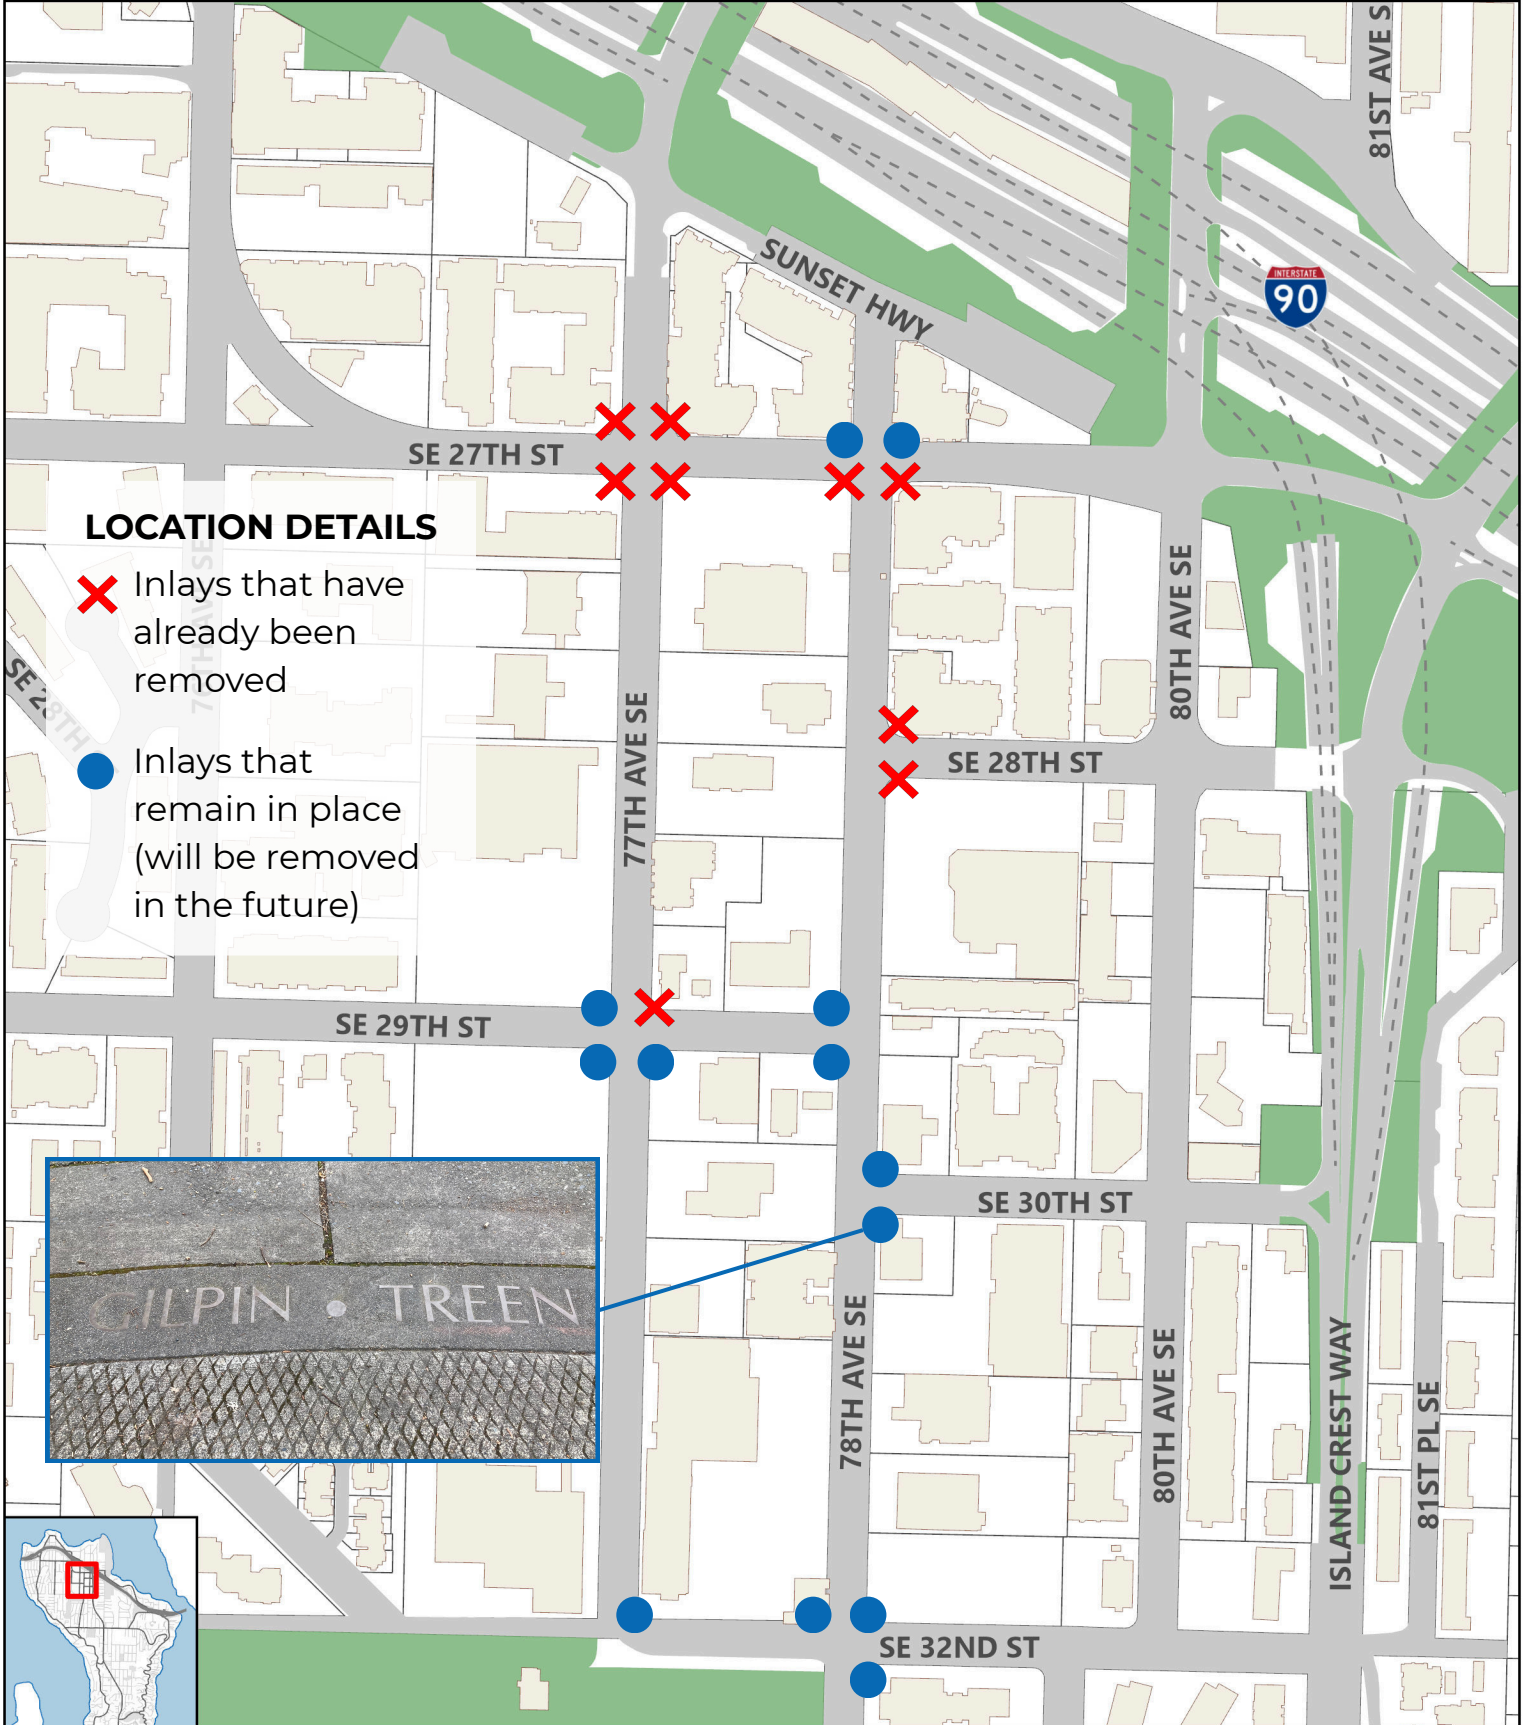 81ST AVE S
SUNSET HWY
INTERSTATE
90
SE 27TH ST
LOCATION DETAILS
Inlays that have
already been
removed
Inlays that
remain in place
(will be removed
in the future)
SE 28TH
77TH AVE SE
80TH AVE SE
SE 28TH ST
SE 29TH ST
SE 30TH ST
GILPIN • TREEN
78TH AVE SE
80TH AVE SE
ISLAND CREST WAY
81ST PL SE
SE 32ND ST